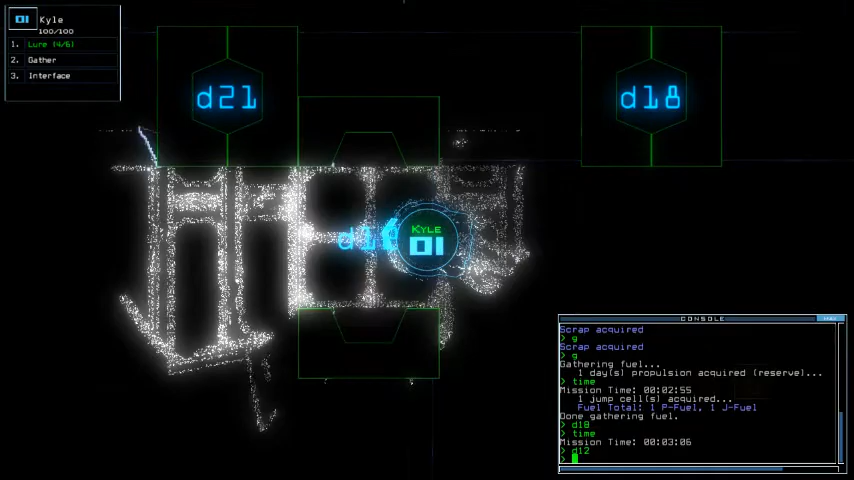 01 Kyle
100/100
1. Lure (4/6)
2. Gather
3. Interface
d21
d18
Kyle
01
CONSOLE
Scrap acquired
> g
Scrap acquired
> g
Gathering fuel...
1 day(s) propulsion acquired (reserve)...
> time
Mission Time: 00:02:55
1 jump cell(s) acquired...
Fuel Total: 1 P-Fuel, 1 J-Fuel
Done gathering fuel.
> d18
> time
Mission Time: 00:03:06
> d12
>